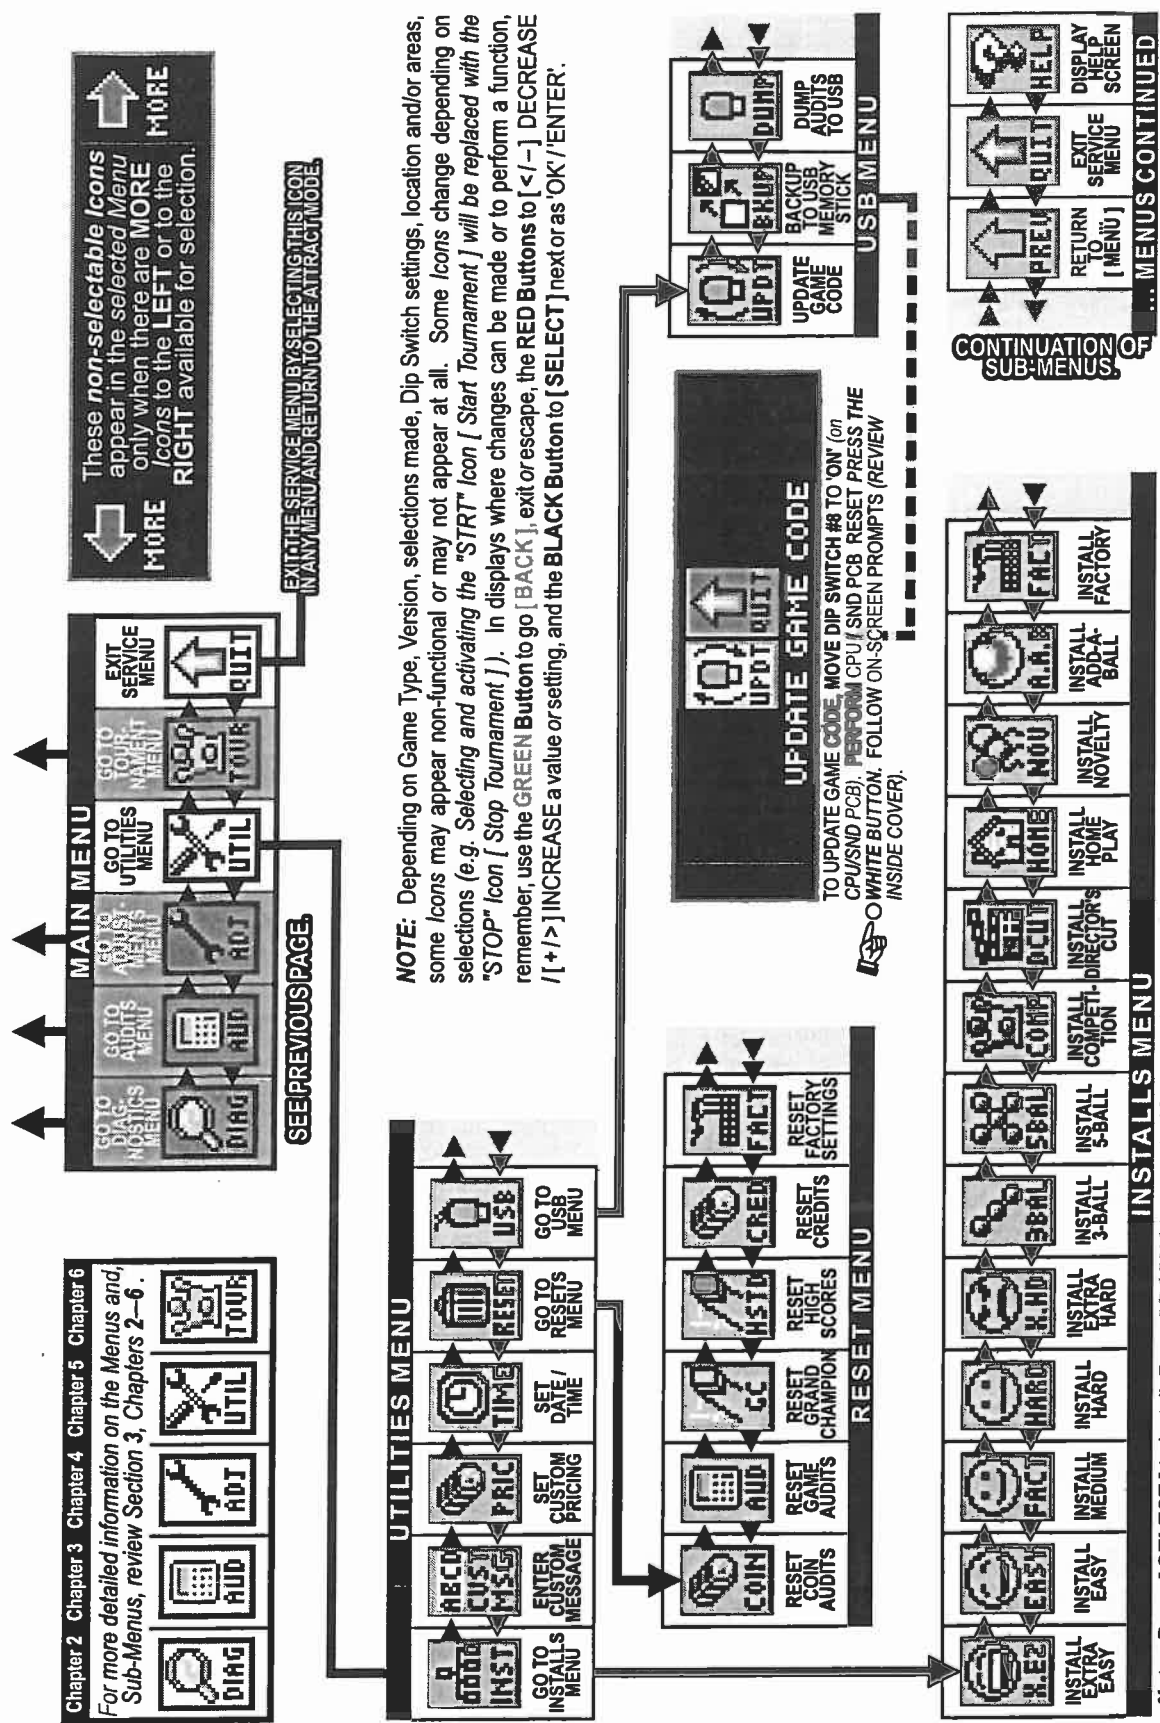 Chapter 2 Chapter 3 Chapter 4 Chapter 5 Chapter 6
For more detailed information on the Menus and,
Sub-Menus, review Section 3, Chapters 2—6 .
DIAG
AUD
ADJ
UTIL
TOUR
MAIN MENU
GO TO
DIAG-
NOSTICS
MENU
GO TO
AUDITS
MENU
GO TO
ADJUST-
MENTS
MENU
GO TO
UTILITIES
MENU
GO TO
TOUR-
NAMENT
MENU
EXIT
SERVICE
MENU
DIAG
AUD
ADJ
UTIL
TOUR
QUIT
SEE PREVIOUS PAGE.
EXIT THE SERVICE MENU BY SELECTING THIS ICON
IN ANY MENU AND RETURN TO THE ATTRACT MODE.
MORE
These non-selectable Icons
appear in the selected Menu
only when there are MORE
Icons to the LEFT or to the
RIGHT available for selection.
MORE
NOTE: Depending on Game Type, Version, selections made, Dip Switch settings, location and/or areas,
some Icons may appear non-functional or may not appear at all. Some Icons change depending on
selections (e.g. Selecting and activating the "STRT" Icon [ Start Tournament ] will be replaced with the
"STOP" Icon [ Stop Tournament ] ). In displays where changes can be made or to perform a function,
remember, use the GREEN Button to go [ BACK ], exit or escape, the RED Buttons to [ < / – ] DECREASE
/ [ + / > ] INCREASE a value or setting, and the BLACK Button to [ SELECT ] next or as 'OK' / 'ENTER'.
UTILITIES MENU
ABCD
INST
CUST
MSG
PRIC
TIME
RESET
USB
GO TO
INSTALLS
MENU
ENTER
CUSTOM
MESSAGE
SET
CUSTOM
PRICING
SET
DATE /
TIME
GO TO
RESETS
MENU
GO TO
USB
MENU
COIN
AUD
GC
HSTD
CRED
FACT
RESET
COIN
AUDITS
RESET
GAME
AUDITS
RESET
GRAND
CHAMPION
RESET
HIGH
SCORES
RESET
CREDITS
RESET
FACTORY
SETTINGS
RESET MENU
UPDT
QUIT
UPDATE GAME CODE
TO UPDATE GAME CODE, MOVE DIP SWITCH #8 TO 'ON' (on
CPU/SND PCB). PERFORM CPU / SND PCB RESET PRESS THE
WHITE BUTTON. FOLLOW ON-SCREEN PROMPTS (REVIEW
INSIDE COVER).
UPDT
BKUP
DUMP
UPDATE
GAME
CODE
BACKUP
TO USB
MEMORY
STICK
DUMP
AUDITS
TO USB
USB MENU
X.EZ
EASY
FACT
HARD
X.HD
3BAL
5BAL
COMP
DCUT
HOME
NOV
A.A.B
FACT
INSTALL
EXTRA
EASY
INSTALL
EASY
INSTALL
MEDIUM
INSTALL
HARD
INSTALL
EXTRA
HARD
INSTALL
3-BALL
INSTALL
5-BALL
INSTALL
COMPETI-
TION
INSTALL
DIRECTOR'S
CUT
INSTALL
HOME
PLAY
INSTALL
NOVELTY
INSTALL
ADD-A-
BALL
INSTALL
FACTORY
INSTALLS MENU
CONTINUATION OF
SUB-MENUS.
PREV
QUIT
HELP
RETURN
TO
[ MENU ]
EXIT
SERVICE
MENU
DISPLAY
HELP
SCREEN
... MENUS CONTINUED